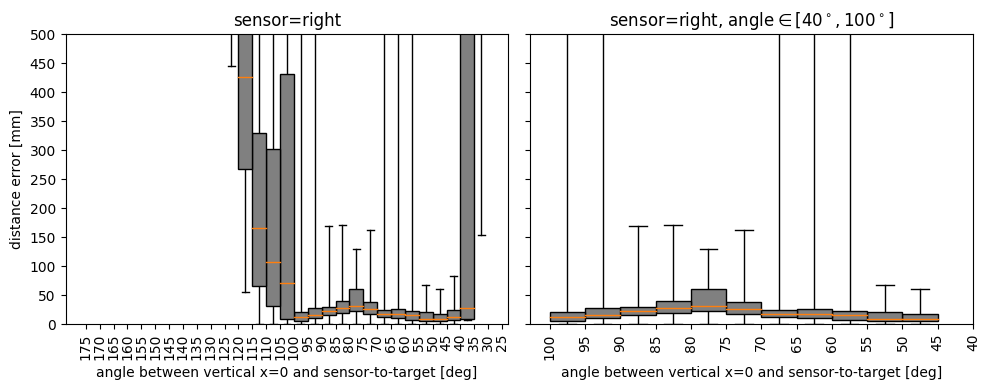 sensor=right
sensor=right, angle ∈ [40°, 100°]
distance error [mm]
500
450
400
350
300
250
200
150
100
50
0
175 170 165 160 155 150 145 140 135 130 125 120 115 110 105 100 95 90 85 80 75 70 65 60 55 50 45 40 35 30 25
100 95 90 85 80 75 70 65 60 55 50 45 40
angle between vertical x=0 and sensor-to-target [deg]
angle between vertical x=0 and sensor-to-target [deg]